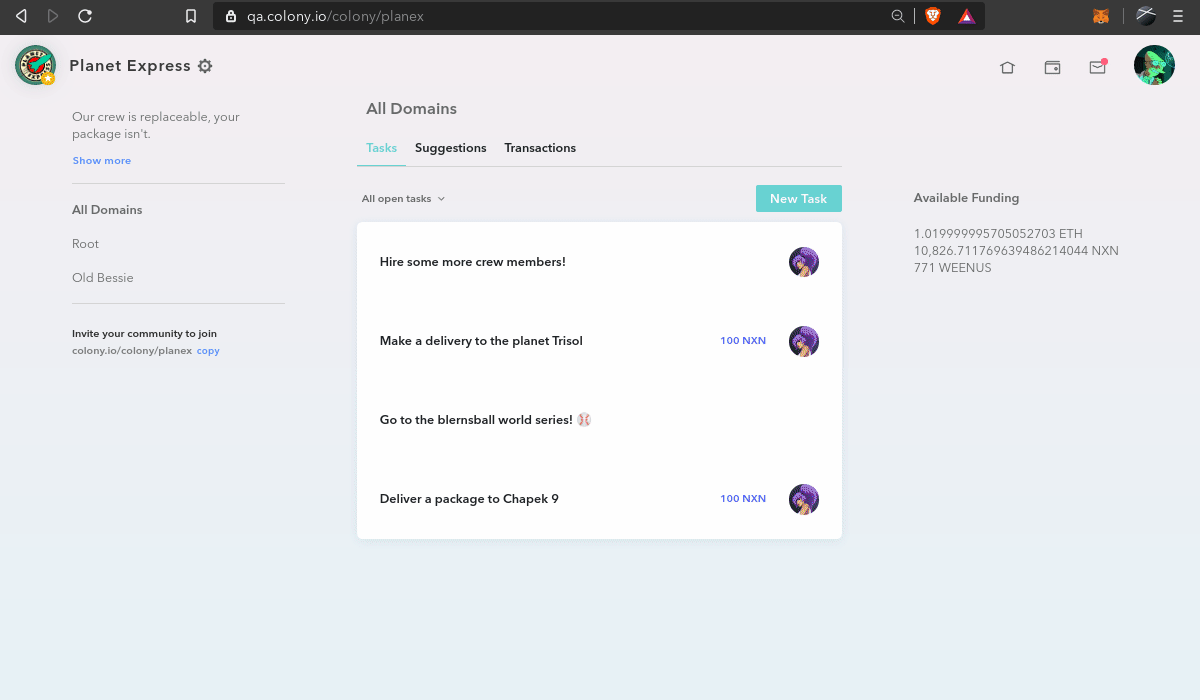 qa.colony.io/colony/planex
Planet Express
Our crew is replaceable, your
package isn't.
Show more
All Domains
Root
Old Bessie
Invite your community to join
colony.io/colony/planex copy
All Domains
Tasks Suggestions Transactions
All open tasks
New Task
Hire some more crew members!
Make a delivery to the planet Trisol 100 NXN
Go to the blernsball world series! ⚾
Deliver a package to Chapek 9 100 NXN
Available Funding
1.019999995705052703 ETH
10,826.711769639486214044 NXN
771 WEENUS